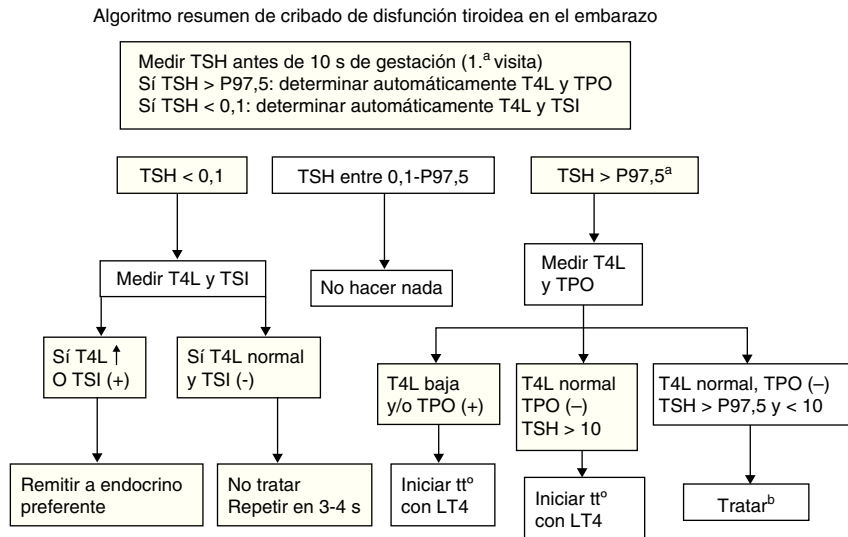 Algoritmo resumen de cribado de disfunción tiroidea en el embarazo
Medir TSH antes de 10 s de gestación (1.ª visita)
Sí TSH > P97,5: determinar automáticamente T4L y TPO
Sí TSH < 0,1: determinar automáticamente T4L y TSI
TSH < 0,1
TSH entre 0,1-P97,5
TSH > P97,5ª
Medir T4L y TSI
No hacer nada
Medir T4L
y TPO
Sí T4L ↑
O TSI (+)
Sí T4L normal
y TSI (-)
T4L baja
y/o TPO (+)
T4L normal
TPO (–)
TSH > 10
T4L normal, TPO (–)
TSH > P97,5 y < 10
Remitir a endocrino
preferente
No tratar
Repetir en 3-4 s
Iniciar ttº
con LT4
Iniciar ttº
con LT4
Tratarᵇ